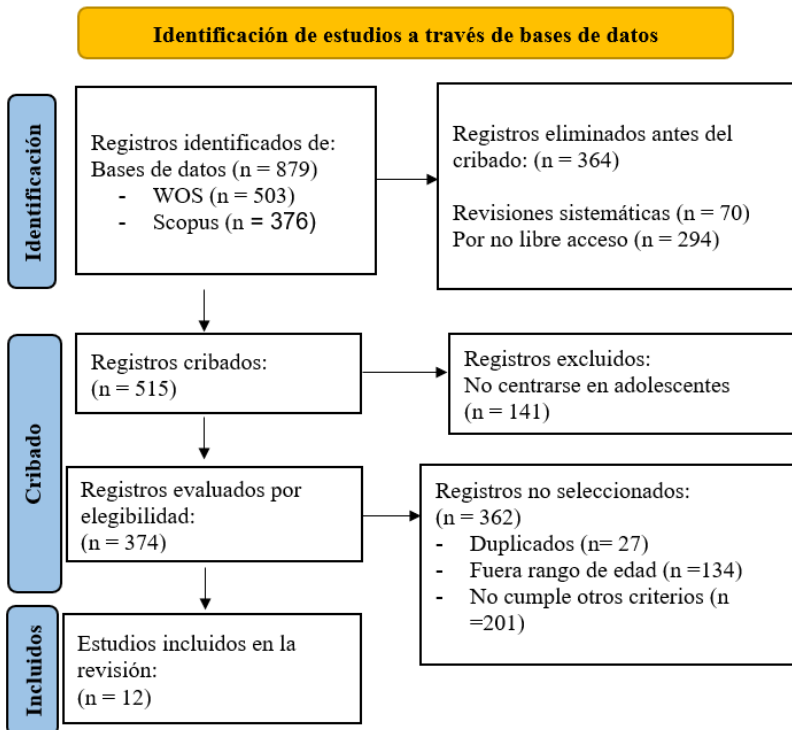 Identificación de estudios a través de bases de datos
Identificación
Registros identificados de:
Bases de datos (n = 879)
- WOS (n = 503)
- Scopus (n = 376)
Registros eliminados antes del
cribado: (n = 364)
Revisiones sistemáticas (n = 70)
Por no libre acceso (n = 294)
Cribado
Registros cribados:
(n = 515)
Registros excluidos:
No centrarse en adolescentes
(n = 141)
Registros evaluados por
elegibilidad:
(n = 374)
Registros no seleccionados:
(n = 362)
- Duplicados (n= 27)
- Fuera rango de edad (n =134)
- No cumple otros criterios (n
=201)
Incluidos
Estudios incluidos en la
revisión:
(n = 12)